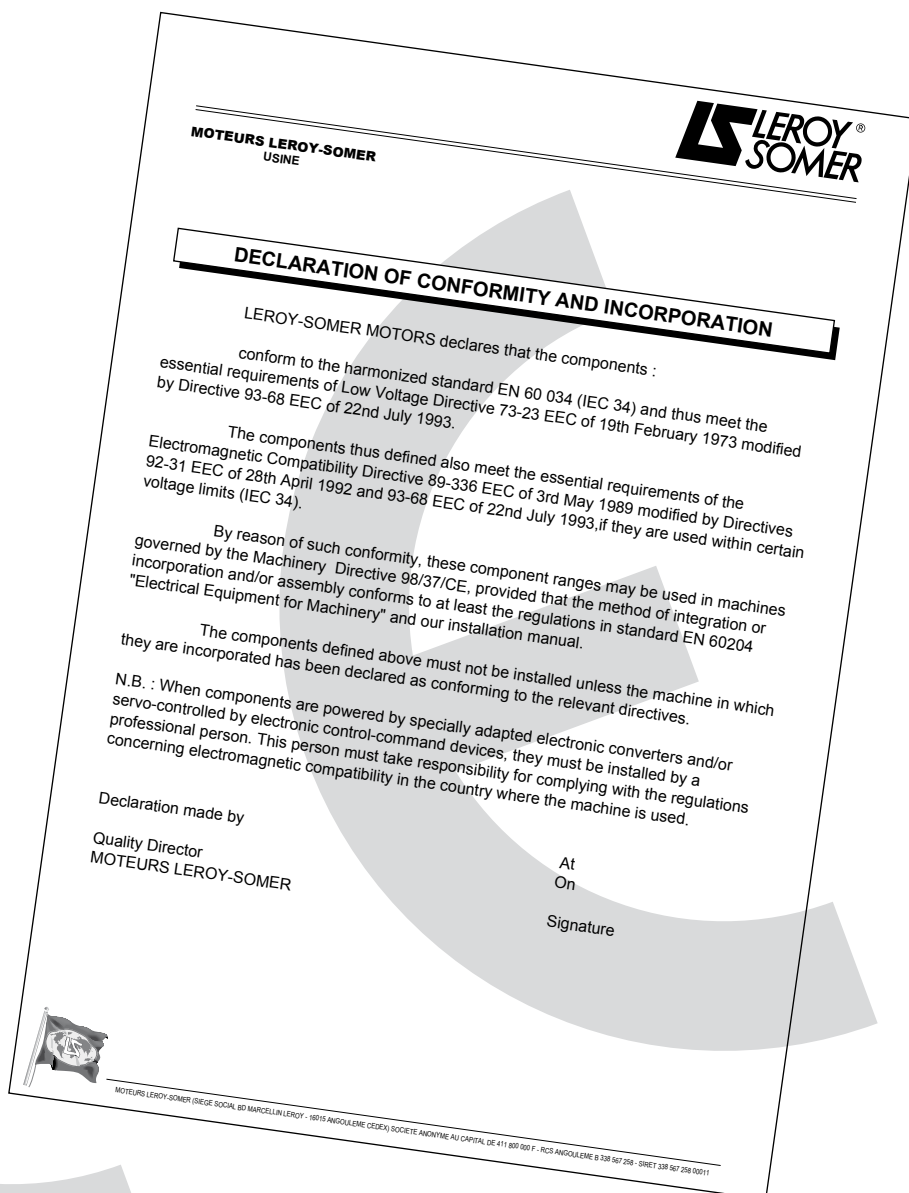 MOTEURS LEROY-SOMER
USINE
LEROY®
SOMER
DECLARATION OF CONFORMITY AND INCORPORATION
LEROY-SOMER MOTORS declares that the components :
conform to the harmonized standard EN 60 034 (IEC 34) and thus meet the
essential requirements of Low Voltage Directive 73-23 EEC of 19th February 1973 modified
by Directive 93-68 EEC of 22nd July 1993.
The components thus defined also meet the essential requirements of the
Electromagnetic Compatibility Directive 89-336 EEC of 3rd May 1989 modified by Directives
92-31 EEC of 28th April 1992 and 93-68 EEC of 22nd July 1993,if they are used within certain
voltage limits (IEC 34).
By reason of such conformity, these component ranges may be used in machines
governed by the Machinery Directive 98/37/CE, provided that the method of integration or
incorporation and/or assembly conforms to at least the regulations in standard EN 60204
"Electrical Equipment for Machinery" and our installation manual.
The components defined above must not be installed unless the machine in which
they are incorporated has been declared as conforming to the relevant directives.
N.B. : When components are powered by specially adapted electronic converters and/or
servo-controlled by electronic control-command devices, they must be installed by a
professional person. This person must take responsibility for complying with the regulations
concerning electromagnetic compatibility in the country where the machine is used.
Declaration made by
Quality Director
MOTEURS LEROY-SOMER
At
On
Signature
MOTEURS LEROY-SOMER (SIEGE SOCIAL BD MARCELLIN LEROY - 16015 ANGOULEME CEDEX) SOCIETE ANONYME AU CAPITAL DE 411 800 000 F - RCS ANGOULEME B 338 567 258 - SIRET 338 567 258 00011